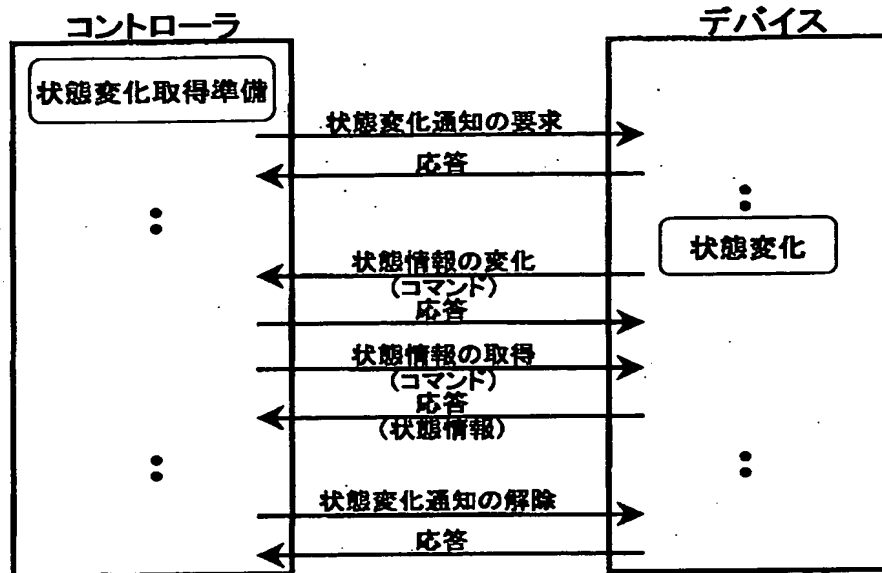 コントローラ
デバイス
状態変化取得準備
状態変化通知の要求
応答
状態変化
状態情報の変化
(コマンド)
応答
状態情報の取得
(コマンド)
応答
(状態情報)
状態変化通知の解除
応答